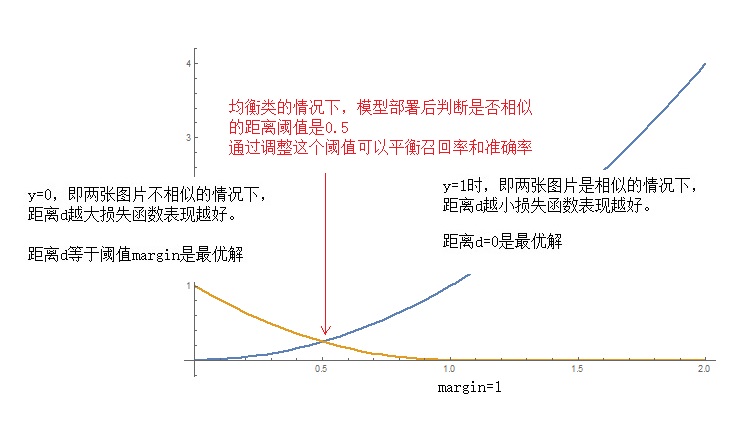 4
均衡类的情况下，模型部署后判断是否相似
的距离阈值是0.5
通过调整这个阈值可以平衡召回率和准确率
3
y=0，即两张图片不相似的情况下，
距离d越大损失函数表现越好。
距离d等于阈值margin是最优解
y=1时，即两张图片是相似的情况下，
距离d越小损失函数表现越好。
距离d=0是最优解
1
0.5
1.0
1.5
2.0
margin=1